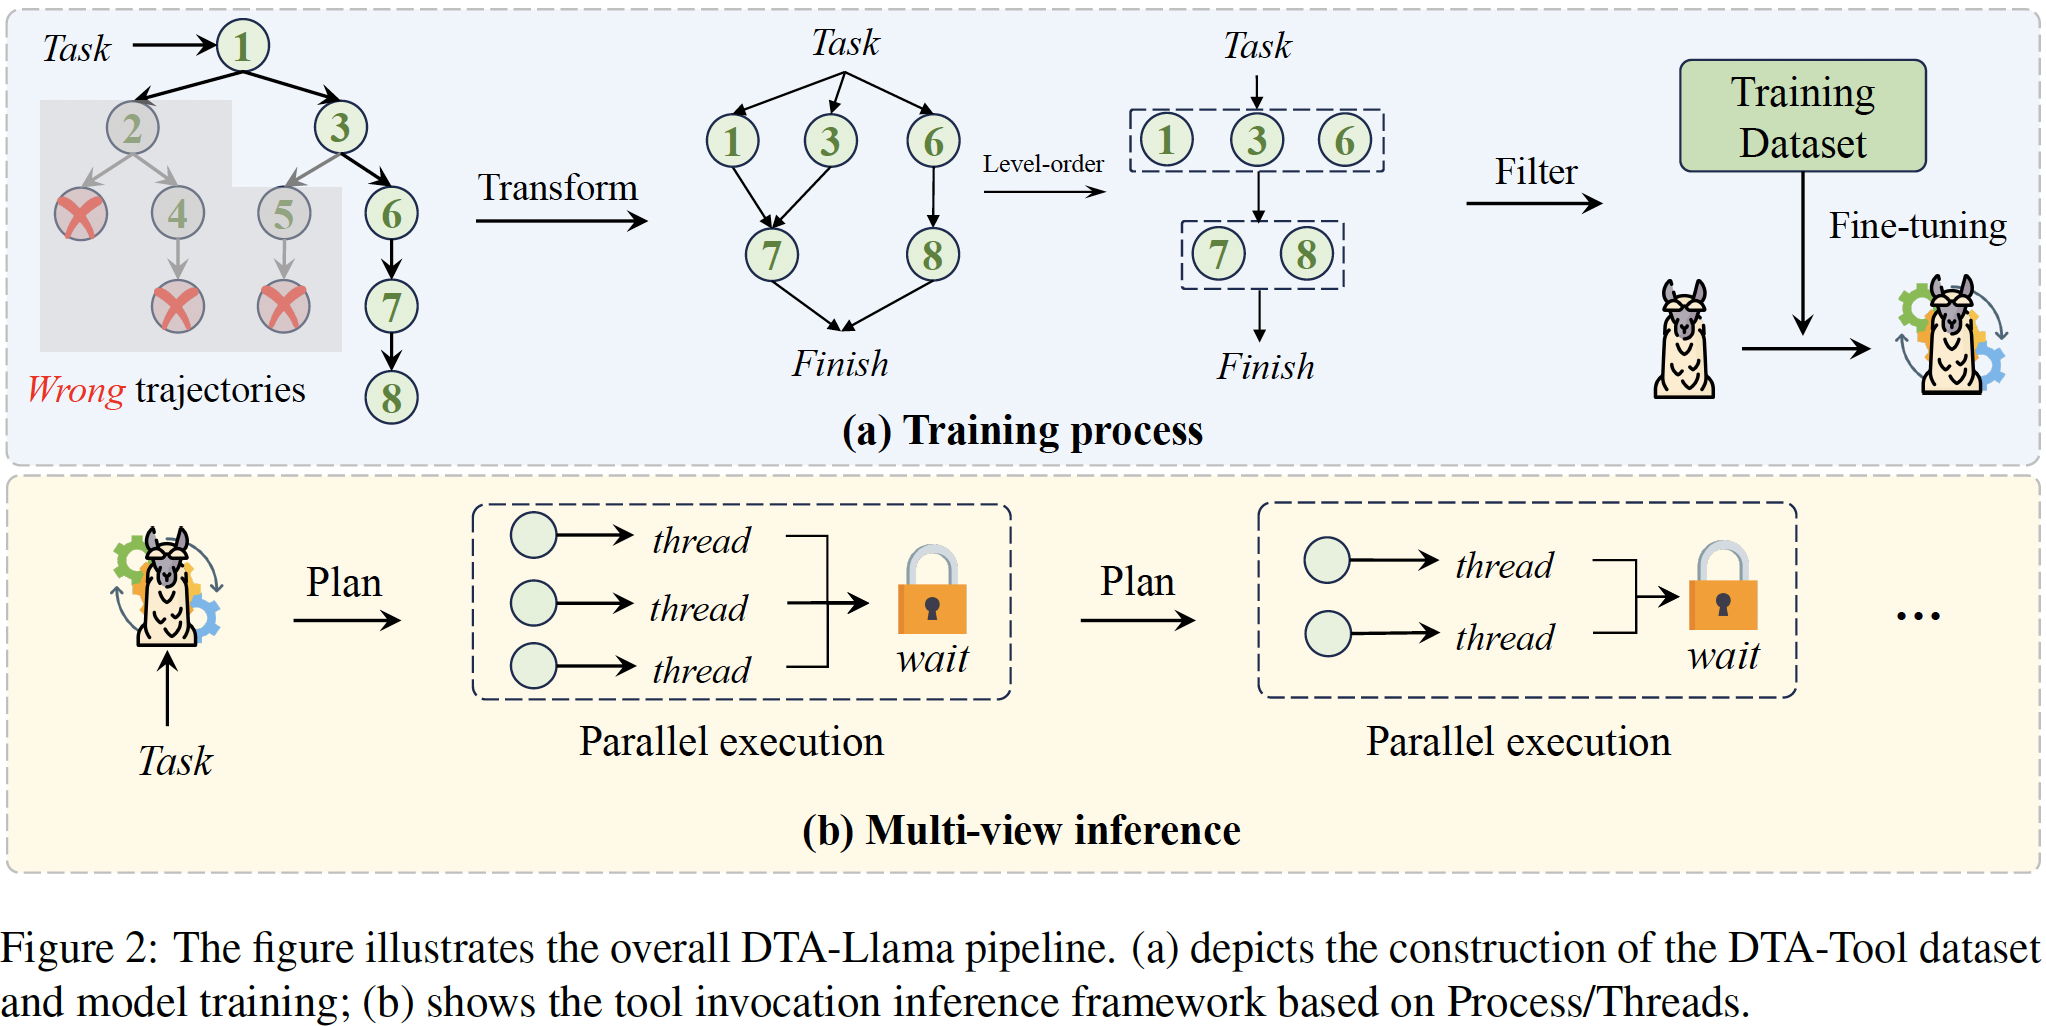 Task
1
2
3
4
5
6
7
8
Wrong trajectories
Transform
Task
1
3
6
7
8
Finish
Level-order
Task
1
3
6
7
8
Finish
Filter
Training
Dataset
Fine-tuning
(a) Training process
Task
Plan
thread
thread
thread
wait
Parallel execution
Plan
thread
thread
wait
Parallel execution
...
(b) Multi-view inference
Figure 2: The figure illustrates the overall DTA-Llama pipeline. (a) depicts the construction of the DTA-Tool dataset
and model training; (b) shows the tool invocation inference framework based on Process/Threads.